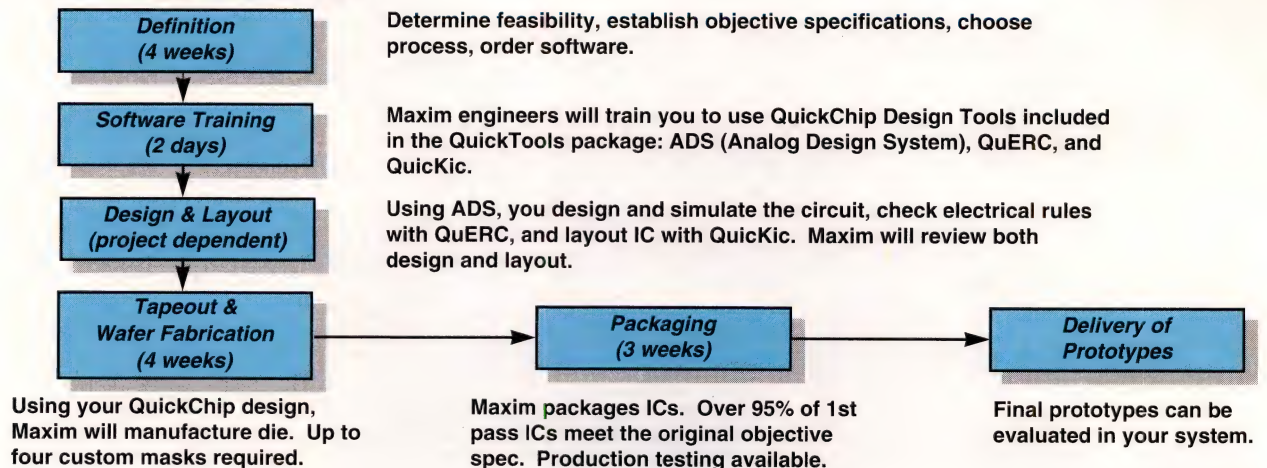 Definition
(4 weeks)
Determine feasibility, establish objective specifications, choose
process, order software.
Software Training
(2 days)
Maxim engineers will train you to use QuickChip Design Tools included
in the QuickTools package: ADS (Analog Design System), QuERC, and
QuicKic.
Design & Layout
(project dependent)
Using ADS, you design and simulate the circuit, check electrical rules
with QuERC, and layout IC with QuicKic. Maxim will review both
design and layout.
Tapeout &
Wafer Fabrication
(4 weeks)
Using your QuickChip design,
Maxim will manufacture die. Up to
four custom masks required.
Packaging
(3 weeks)
Maxim packages ICs. Over 95% of 1st
pass ICs meet the original objective
spec. Production testing available.
Delivery of
Prototypes
Final prototypes can be
evaluated in your system.